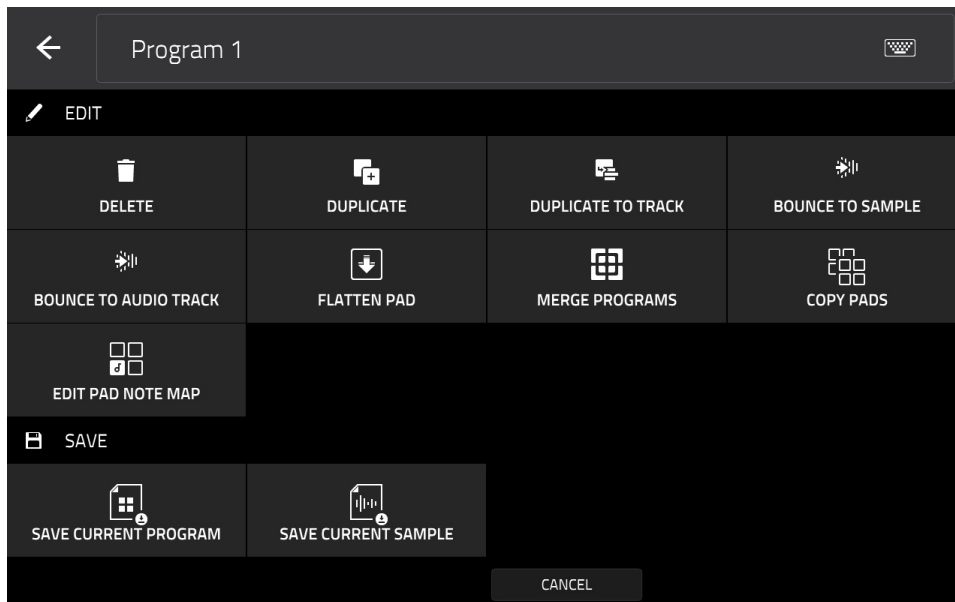 Program 1
EDIT
DELETE
DUPLICATE
DUPLICATE TO TRACK
BOUNCE TO SAMPLE
BOUNCE TO AUDIO TRACK
FLATTEN PAD
MERGE PROGRAMS
COPY PADS
EDIT PAD NOTE MAP
SAVE
SAVE CURRENT PROGRAM
SAVE CURRENT SAMPLE
CANCEL